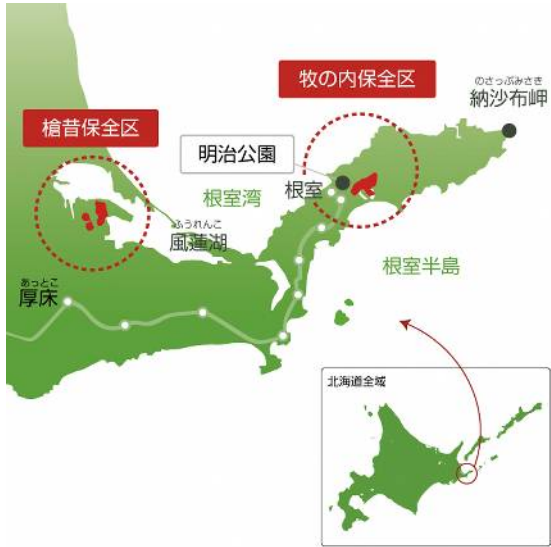 のさっぷみさき
納沙布岬
牧の内保全区
槍昔保全区
明治公園
根室
根室湾
ふうれんこ
風蓮湖
根室半島
あっとこ
厚床
北海道全域